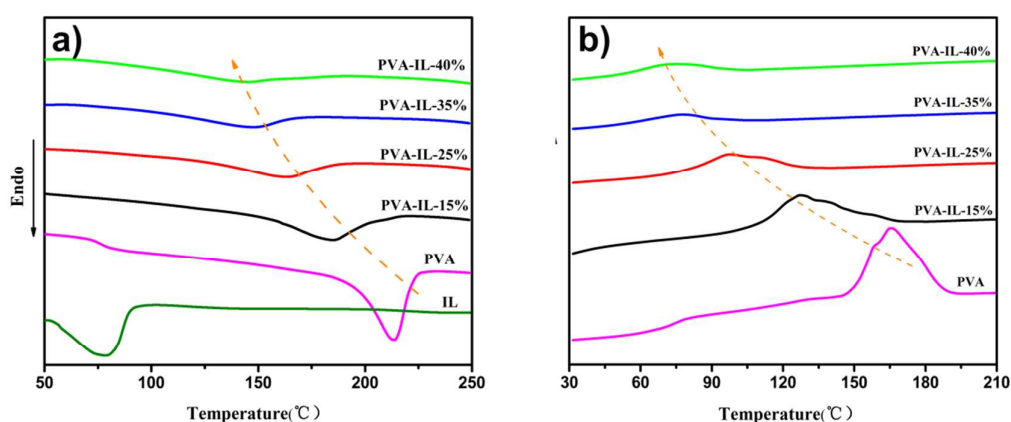 a)
PVA-IL-40%
PVA-IL-35%
PVA-IL-25%
PVA-IL-15%
PVA
IL
Endo
50 100 150 200 250
Temperature(℃)
b)
PVA-IL-40%
PVA-IL-35%
PVA-IL-25%
PVA-IL-15%
PVA
30 60 90 120 150 180 210
Temperature(℃)